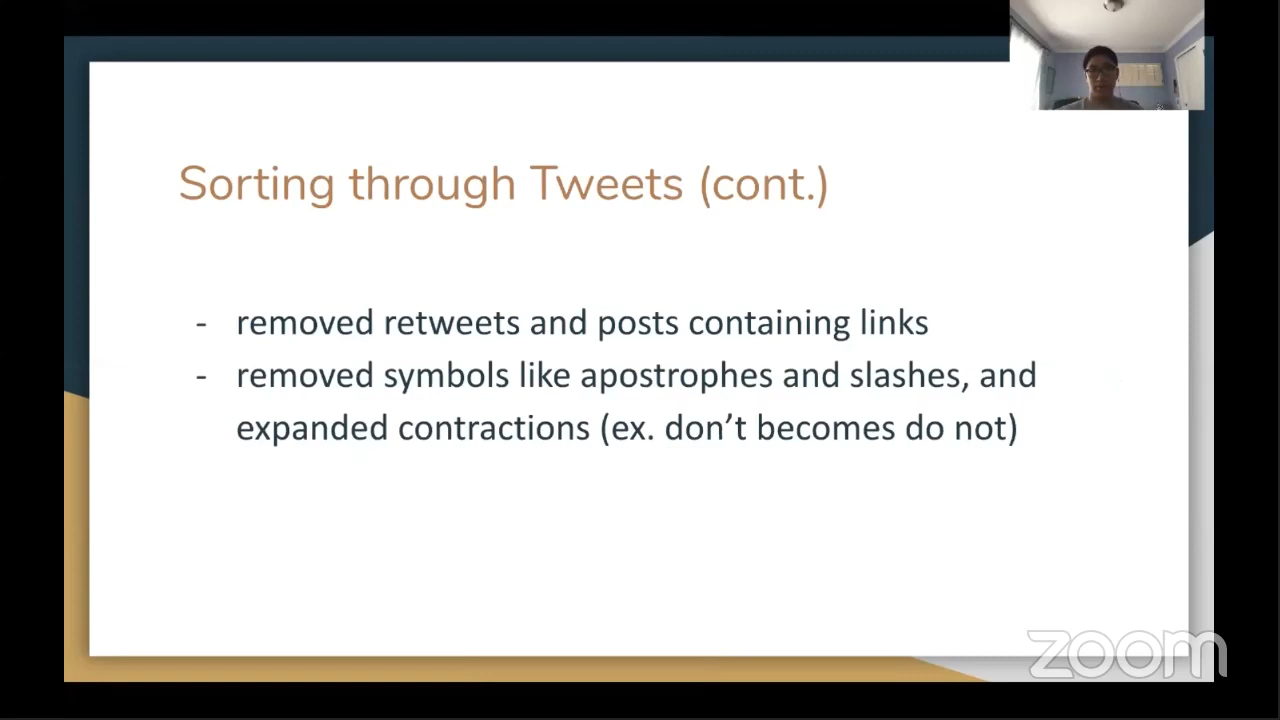 Sorting through Tweets (cont.)
- removed retweets and posts containing links
- removed symbols like apostrophes and slashes, and
expanded contractions (ex. don’t becomes do not)
zoom